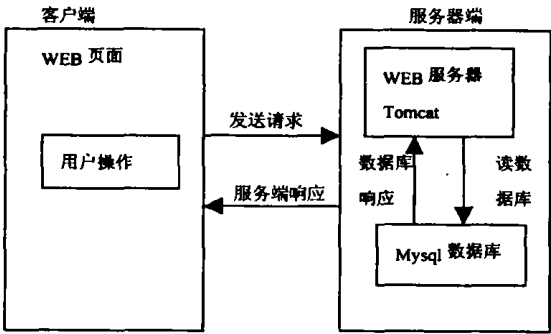 客户端
服务器端
WEB 页面
用户操作
发送请求
服务端响应
WEB 服务器
Tomcat
数据库
响应
读数
据库
Mysql 数据库